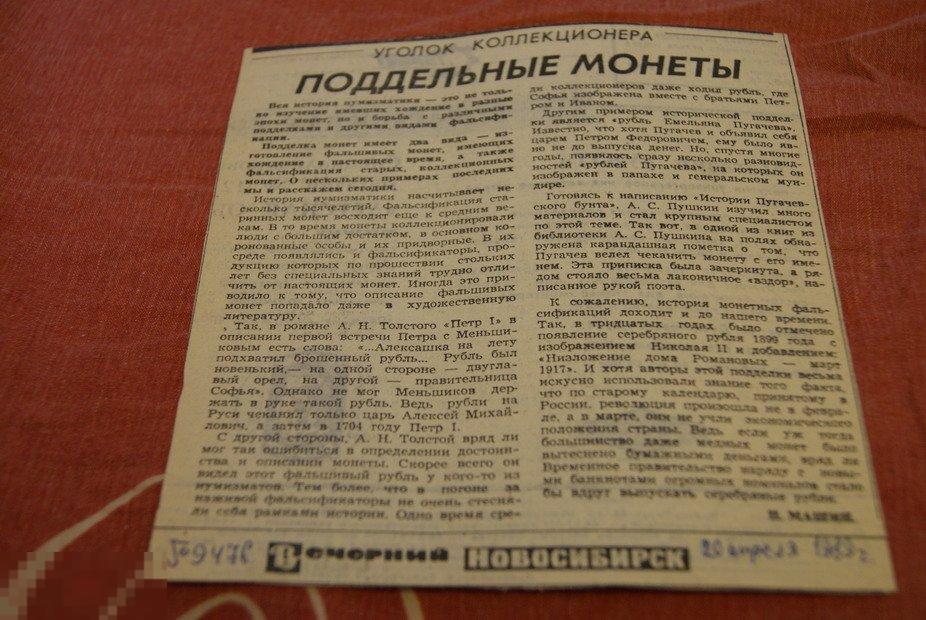 УГОЛОК КОЛЛЕКЦИОНЕРА
ПОДДЕЛЬНЫЕ МОНЕТЫ
Вся история нумизматики — это не толь-
ко изучение имевших хождение в разные
эпохи монет, но и борьба с различными
подделками и другими видами фальсифи-
кации.
Подделка монет имеет два вида — из-
готовление фальшивых монет, имеющих
хождение в настоящее время, а также
фальсификация старых, коллекционных
монет. О нескольких примерах последних
мы и расскажем сегодня.
История нумизматики насчитывает не-
сколько тысячелетий. Фальсификация ста-
ринных монет восходит еще к средним ве-
кам. В то время монеты коллекционировали
люди с большим достатком, в основном ко-
ронованные особы и их придворные. В их
среде появлялись и фальсификаторы, про-
дукцию которых по прошествии стольких
лет без специальных знаний трудно отли-
чить от настоящих монет. Иногда это при-
водило к тому, что описание фальшивых
монет попадало даже в художественную
литературу.
Так, в романе А. Н. Толстого «Петр I» в
описании первой встречи Петра с Меньши-
ковым есть слова: «...Алексашка на лету
подхватил брошенный рубль... Рубль был
новенький,— на одной стороне — двугла-
вый орел, на другой — правительница
Софья». Однако не мог Меньшиков дер-
жать в руке такой рубль. Ведь рубли на
Руси чеканил только царь Алексей Михай-
лович, а затем в 1704 году Петр I.
С другой стороны, А. Н. Толстой вряд ли
мог так ошибиться в определении достоин-
ства и описании монеты. Скорее всего он
видел этот фальшивый рубль у кого-то из
нумизматов. Тем более, что в погоне за
наживой фальсификаторы не очень стесня-
ли себя рамками истории. Одно время сре-
ди коллекционеров даже ходил рубль, где
Софья изображена вместе с братьями Пет-
ром и Иваном.
Другим примером исторической поддел-
ки является «рубль Емельяна Пугачева».
Известно, что хотя Пугачев и объявил себя
царем Петром Федоровичем, ему было яв-
но не до выпуска денег. Но, спустя многие
годы, появилось сразу несколько разновид-
ностей «рублей Пугачева», на которых он
изображен в папахе и генеральском мун-
дире.
Готовясь к написанию «Истории Пугачев-
ского бунта», А. С. Пушкин изучил много
материалов и стал крупным специалистом
по этой теме. Так вот, в одной из книг из
библиотеки А. С. Пушкина на полях обна-
ружена карандашная пометка о том, что
Пугачев велел чеканить монету с его име-
нем. Эта приписка была зачеркнута, а ря-
дом стояло весьма лаконичное «вздор», на-
писанное рукой поэта.
К сожалению, история монетных фаль-
сификаций доходит и до нашего времени.
Так, в тридцатых годах было отмечено
появление серебряного рубля 1899 года с
изображением Николая II и добавлением:
«Низложение дома Романовых — март
1917». И хотя авторы этой подделки весьма
искусно использовали знание того факта,
что по старому календарю, принятому в
России, революция произошла не в февра-
ле, а в марте, они не учли экономического
положения страны. Ведь если уж тогда
большинство даже медных монет было
вытеснено бумажными деньгами, вряд ли
Временное правительство наряду с новы-
ми банкнотами огромных номиналов стало
бы вдруг выпускать серебряные рубли.
Вечерний НОВОСИБИРСК
20 апреля